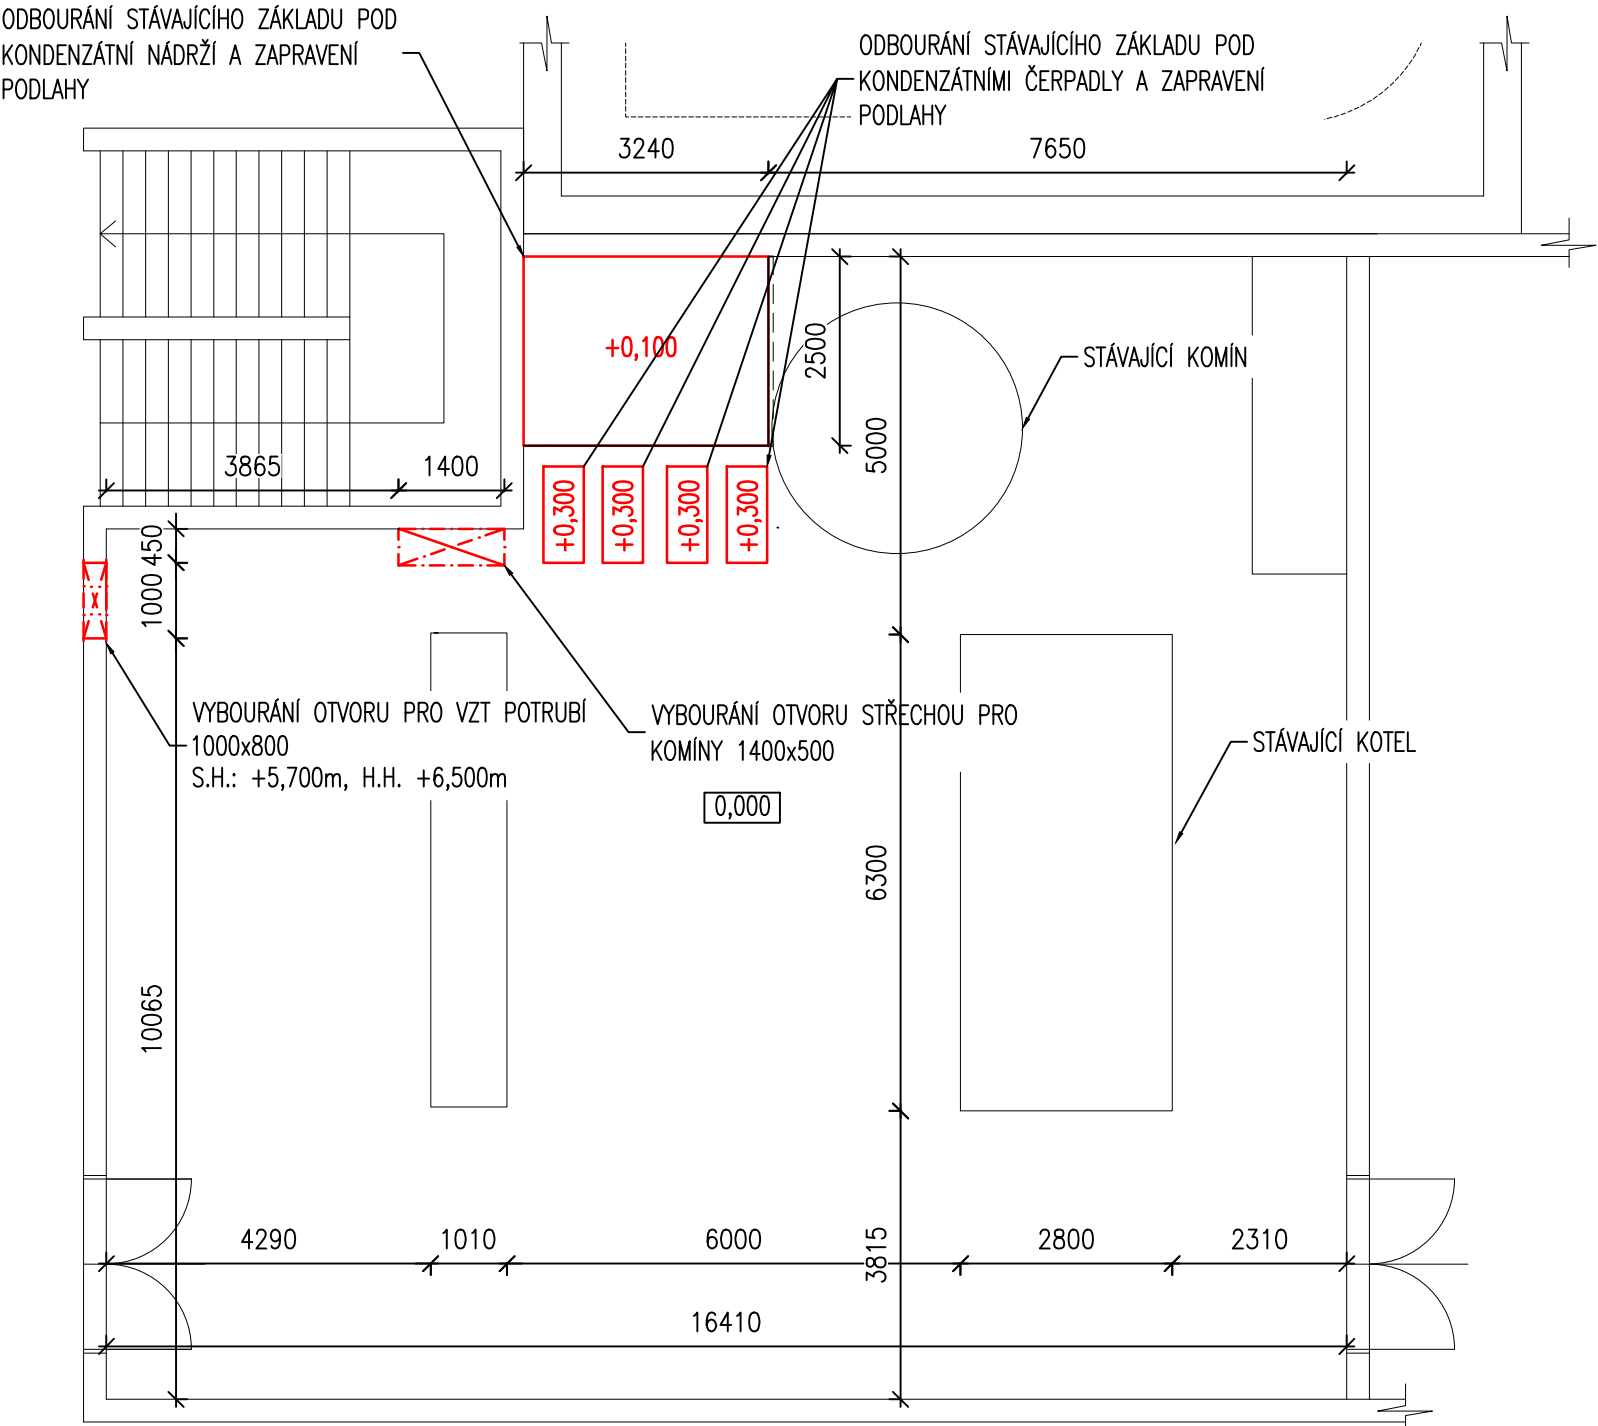 ODBOURÁNÍ STÁVAJÍCÍHO ZÁKLADU POD
KONDENZÁTNÍ NÁDRŽÍ A ZAPRAVENÍ
PODLAHY
ODBOURÁNÍ STÁVAJÍCÍHO ZÁKLADU POD
KONDENZÁTNÍMI ČERPADLY A ZAPRAVENÍ
PODLAHY
3240
7650
+0,100
2500
STÁVAJÍCÍ KOMÍN
5000
3865
1400
+0,300
+0,300
+0,300
+0,300
450
1000
VYBOURÁNÍ OTVORU PRO VZT POTRUBÍ
1000x800
S.H.: +5,700m, H.H. +6,500m
VYBOURÁNÍ OTVORU STŘECHOU PRO
KOMÍNY 1400x500
STÁVAJÍCÍ KOTEL
0,000
6300
10065
4290
1010
6000
3815
2800
2310
16410